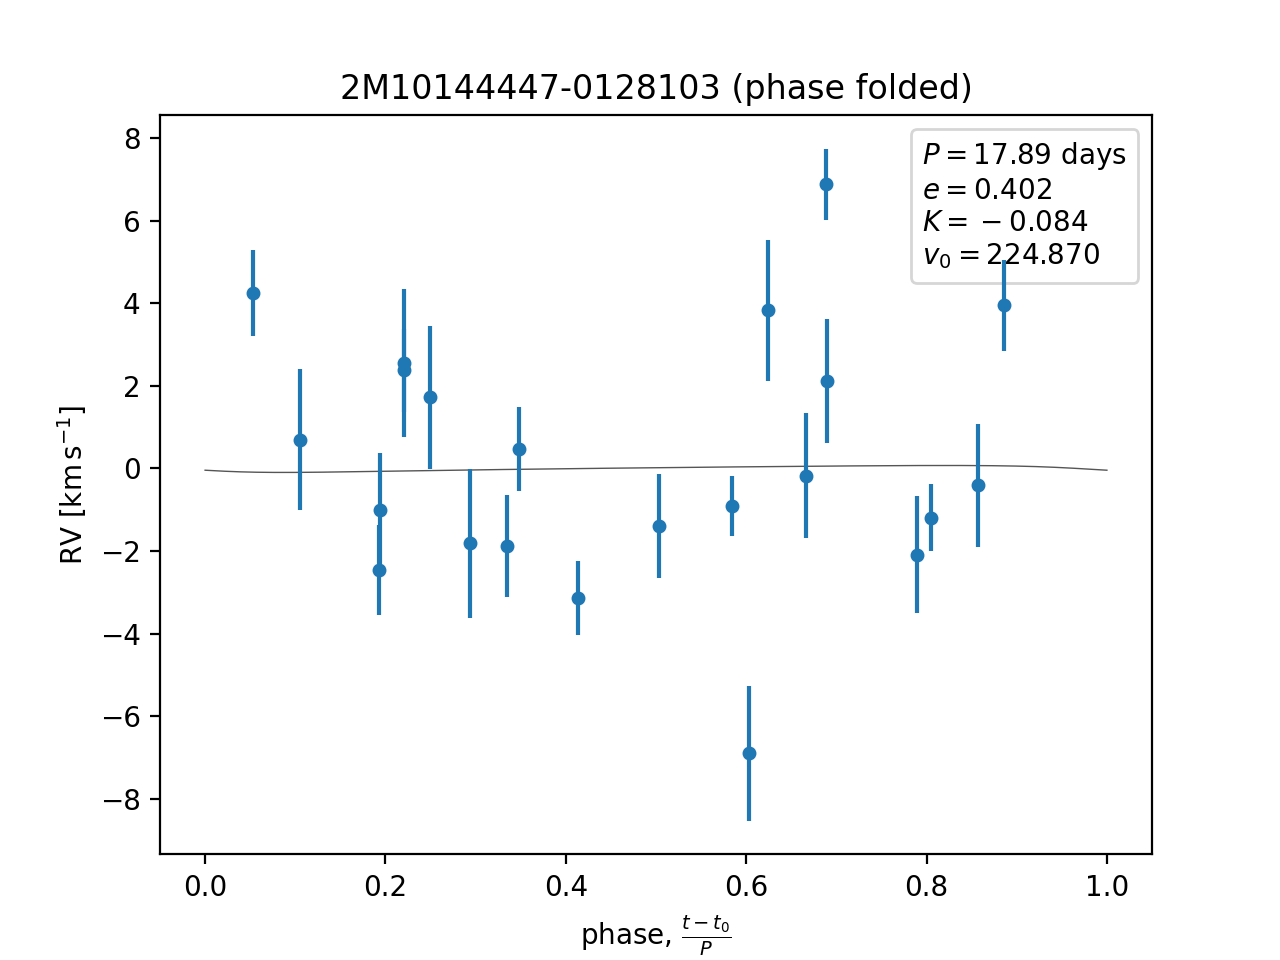 2M10144447-0128103 (phase folded)
P = 17.89 days
e = 0.402
K = −0.084
v₀ = 224.870
8
6
4
2
0
−2
−4
−6
−8
RV [km s⁻¹]
0.0 0.2 0.4 0.6 0.8 1.0
phase, (t − t₀)/P